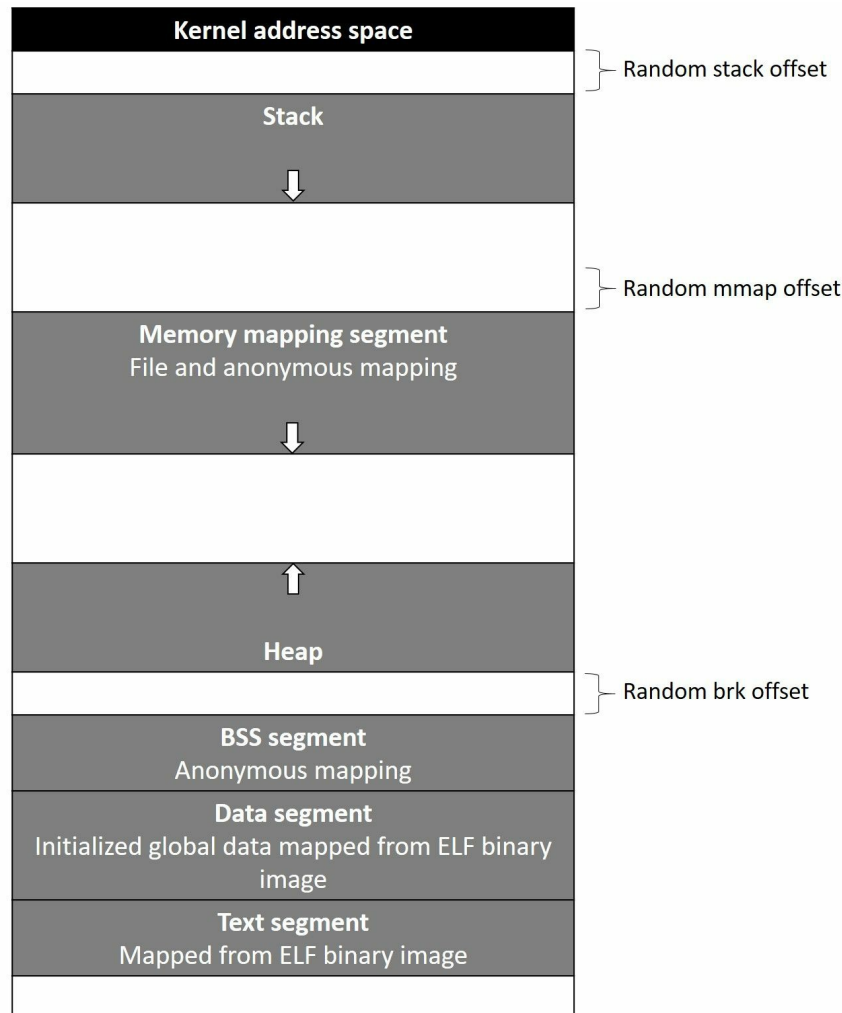 Kernel address space
Random stack offset
Stack
Random mmap offset
Memory mapping segment
File and anonymous mapping
Heap
Random brk offset
BSS segment
Anonymous mapping
Data segment
Initialized global data mapped from ELF binary
image
Text segment
Mapped from ELF binary image